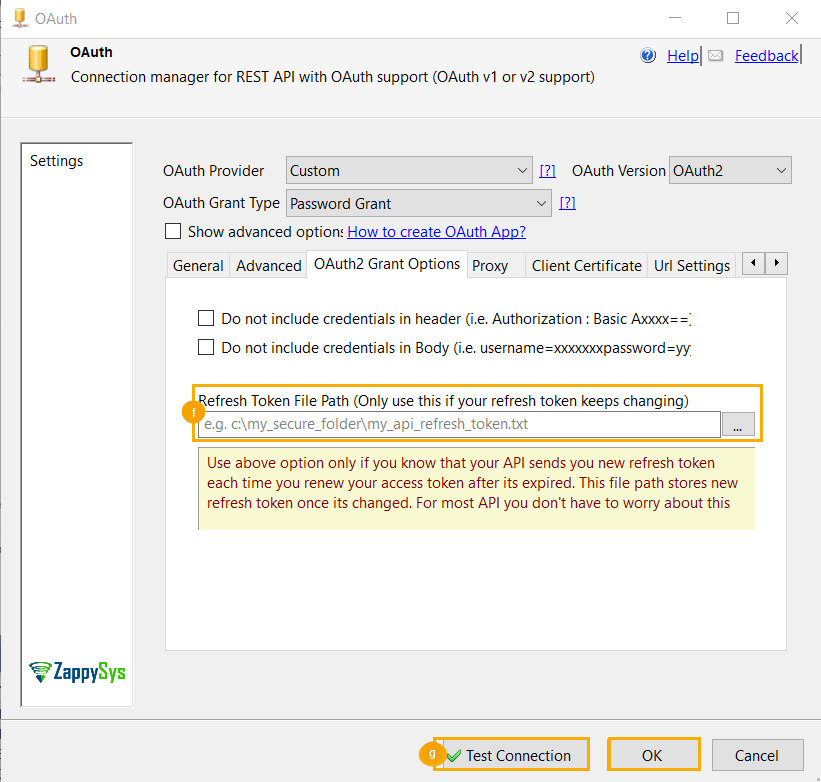 OAuth
OAuth
Connection manager for REST API with OAuth support (OAuth v1 or v2 support)
Help
Feedback
Settings
OAuth Provider
Custom
[?]
OAuth Version
OAuth2
OAuth Grant Type
Password Grant
[?]
Show advanced option:
How to create OAuth App?
General
Advanced
OAuth2 Grant Options
Proxy
Client Certificate
Url Settings
Do not include credentials in header (i.e. Authorization : Basic Axxxx==)
Do not include credentials in Body (i.e. username=xxxxxxxpassword=yy
f
Refresh Token File Path (Only use this if your refresh token keeps changing)
e.g. c:\my_secure_folder\my_api_refresh_token.txt
...
Use above option only if you know that your API sends you new refresh token
each time you renew your access token after its expired. This file path stores new
refresh token once its changed. For most API you don't have to worry about this
ZappySys
g
Test Connection
OK
Cancel